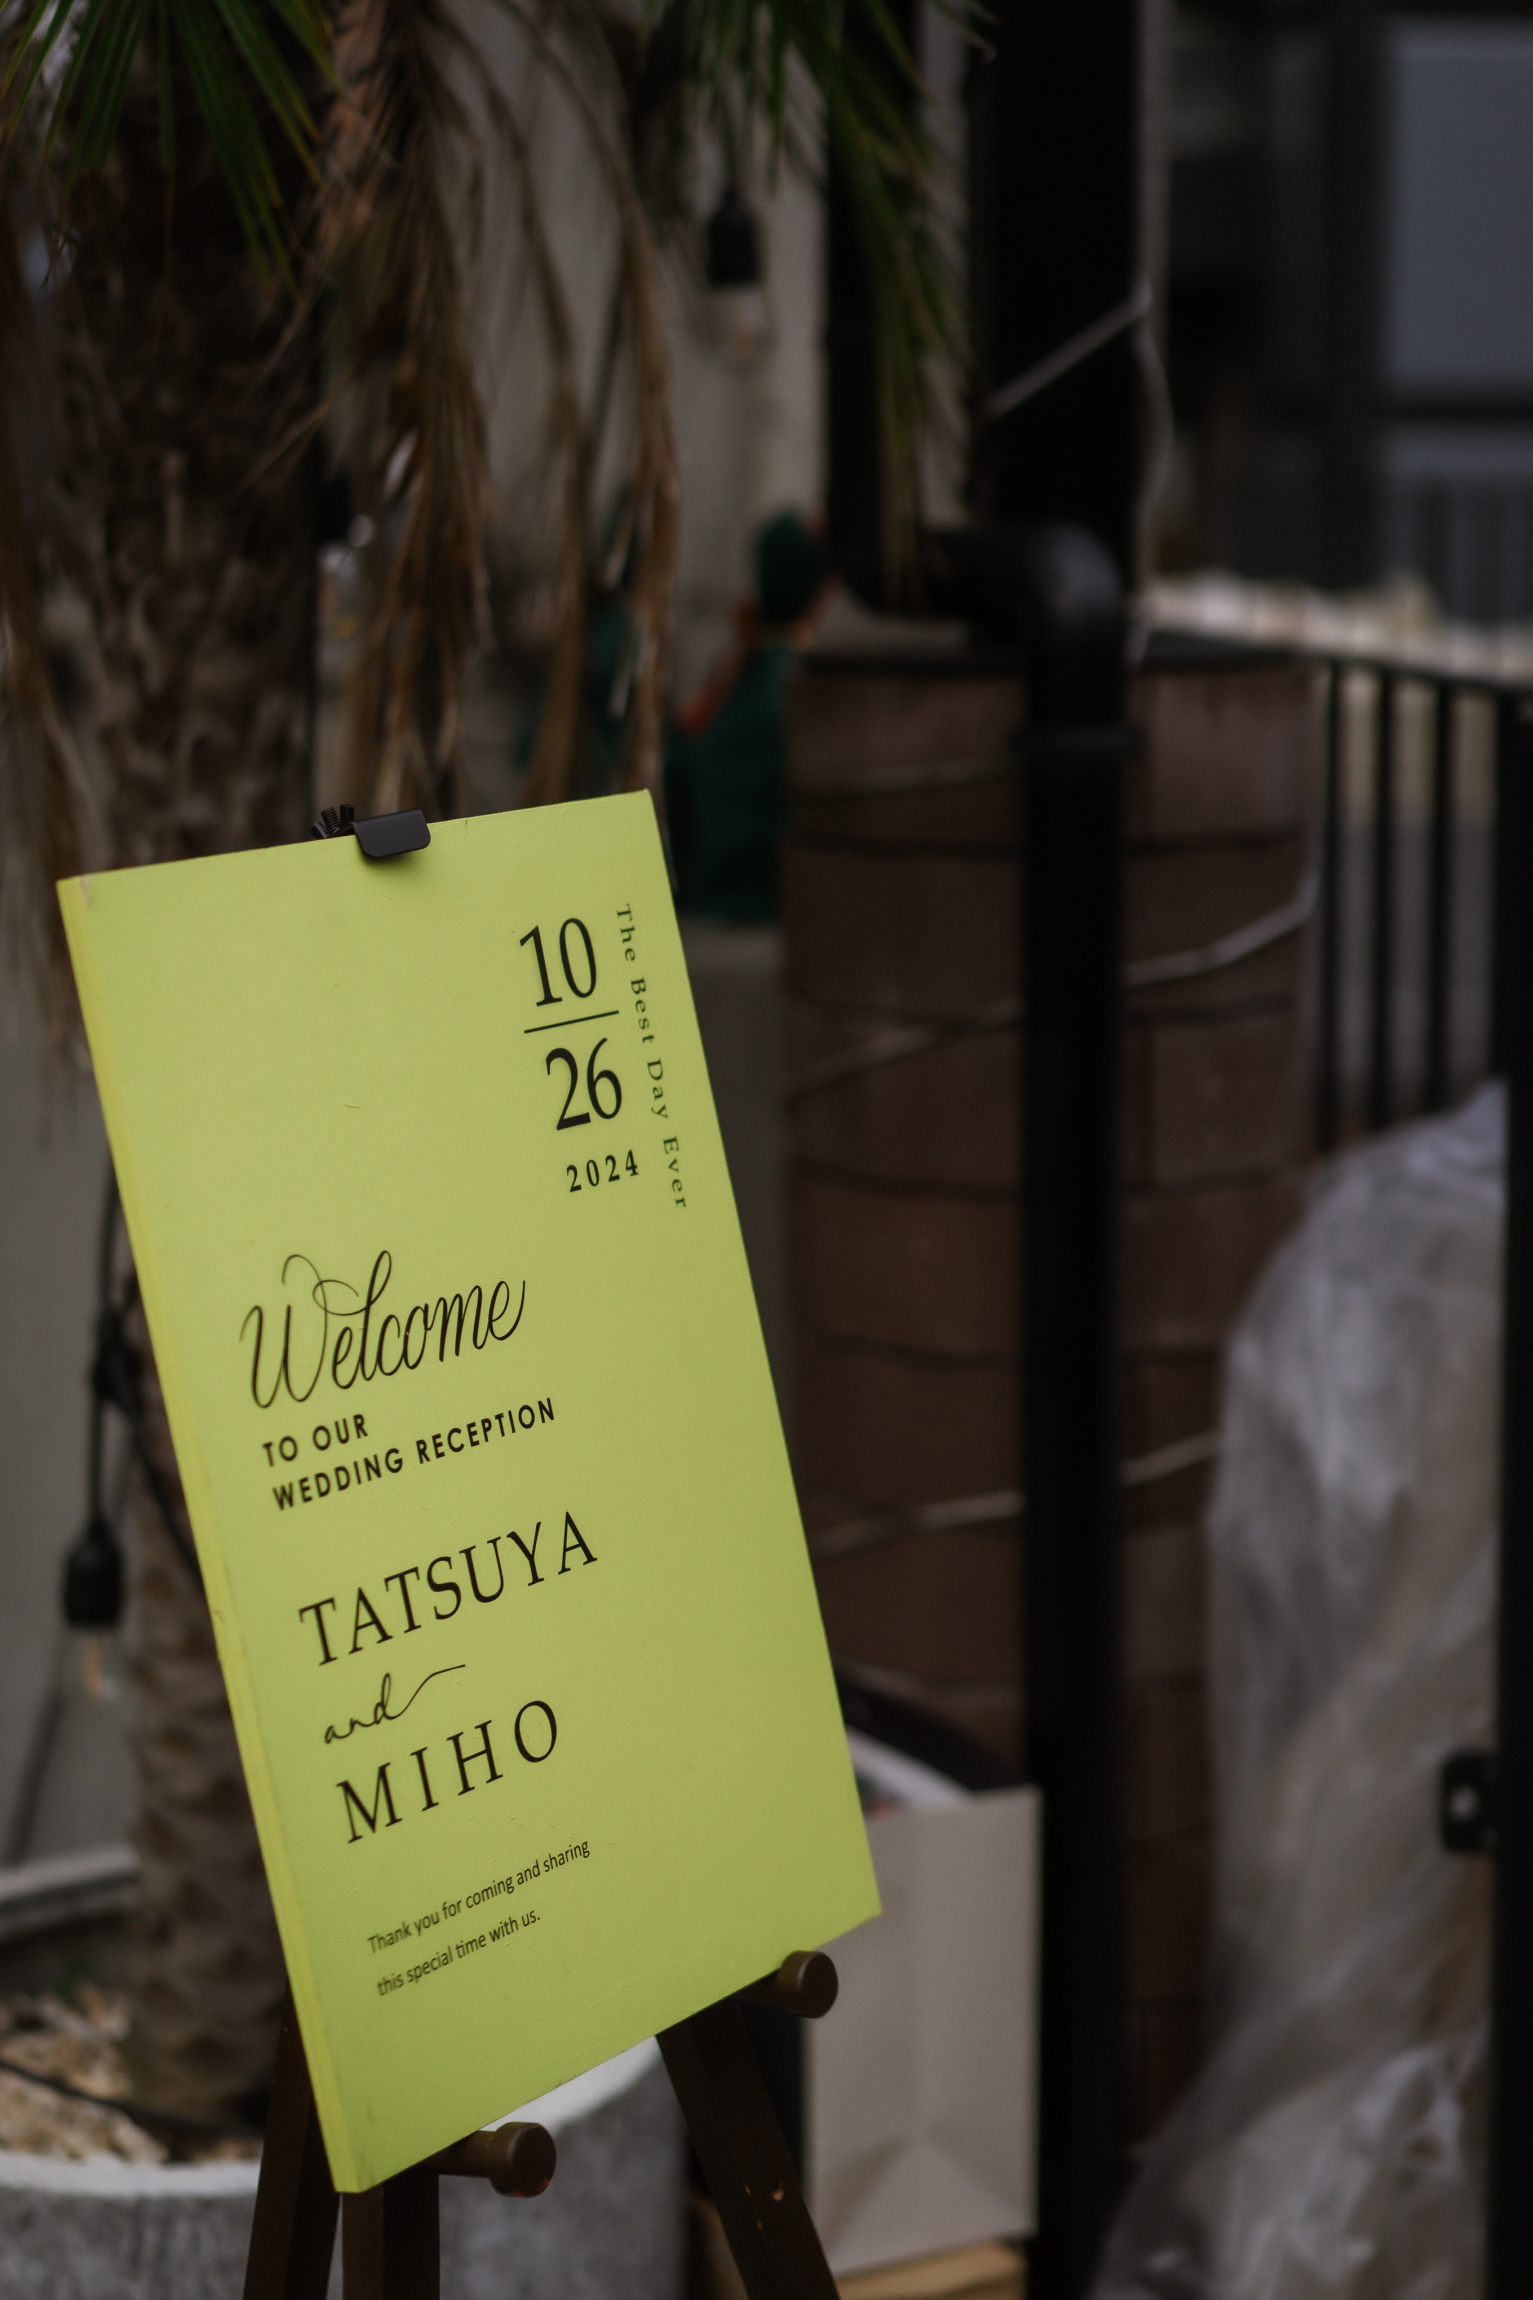 10
26
2024
The Best Day Ever
Welcome
TO OUR
WEDDING RECEPTION
TATSUYA
and
MIHO
Thank you for coming and sharing
this special time with us.